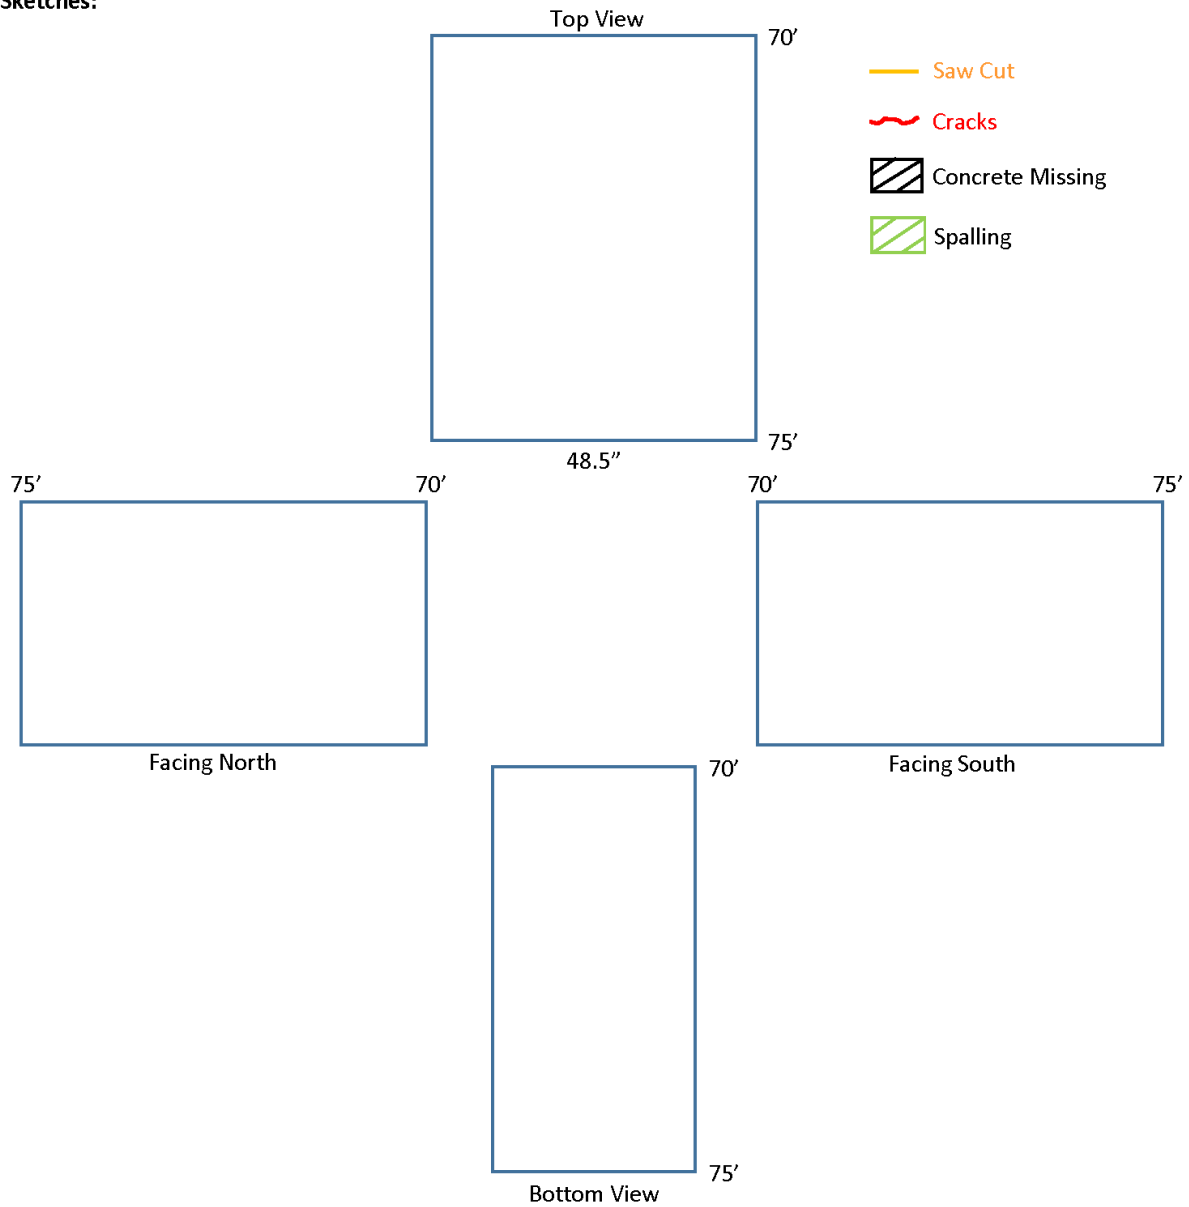 Sketches:
Top View
70’
Saw Cut
Cracks
Concrete Missing
Spalling
75’
48.5”
75’
70’
70’
75’
Facing North
Facing South
70’
75’
Bottom View